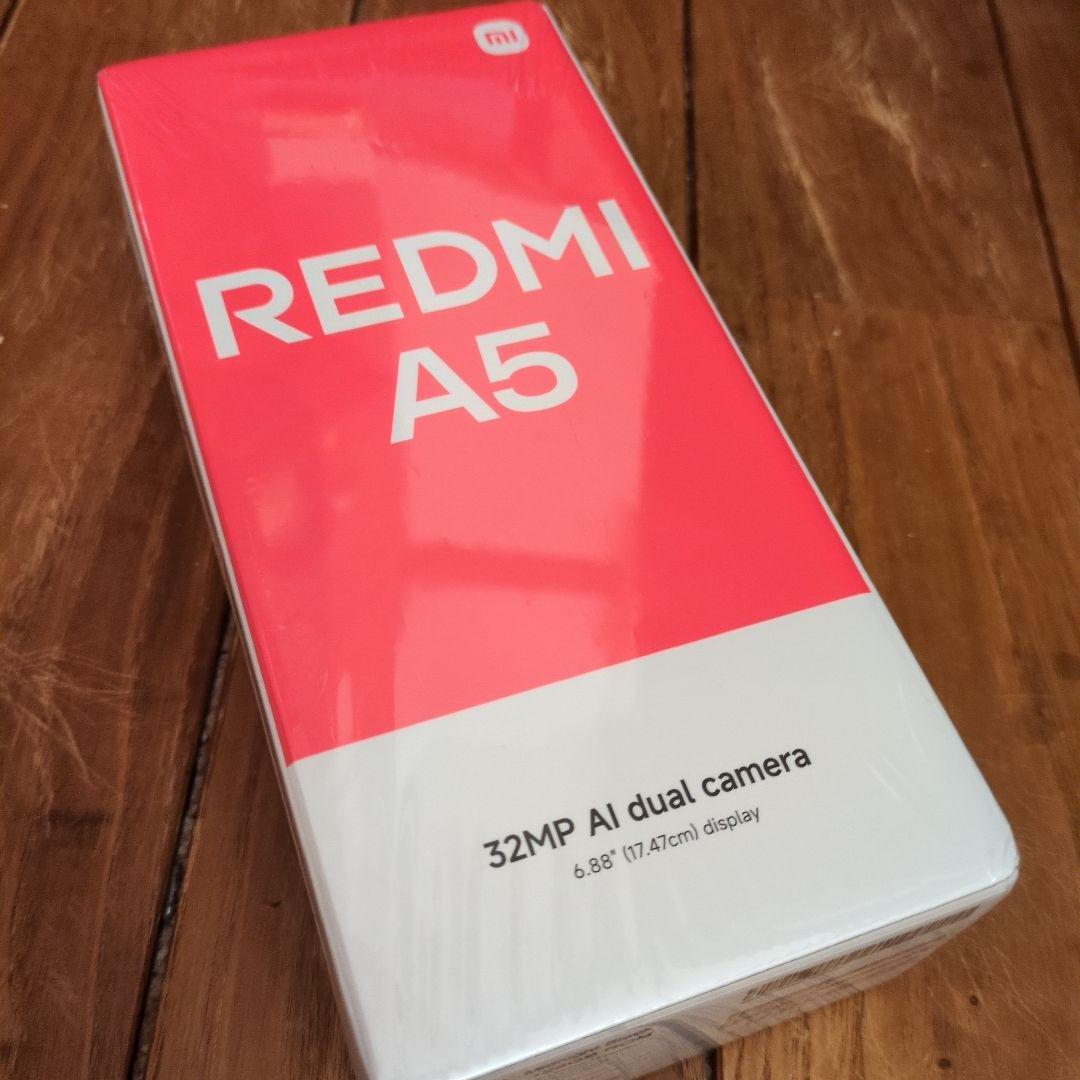 mi
REDMI
A5
32MP AI dual camera
6.88" (17.47cm) display